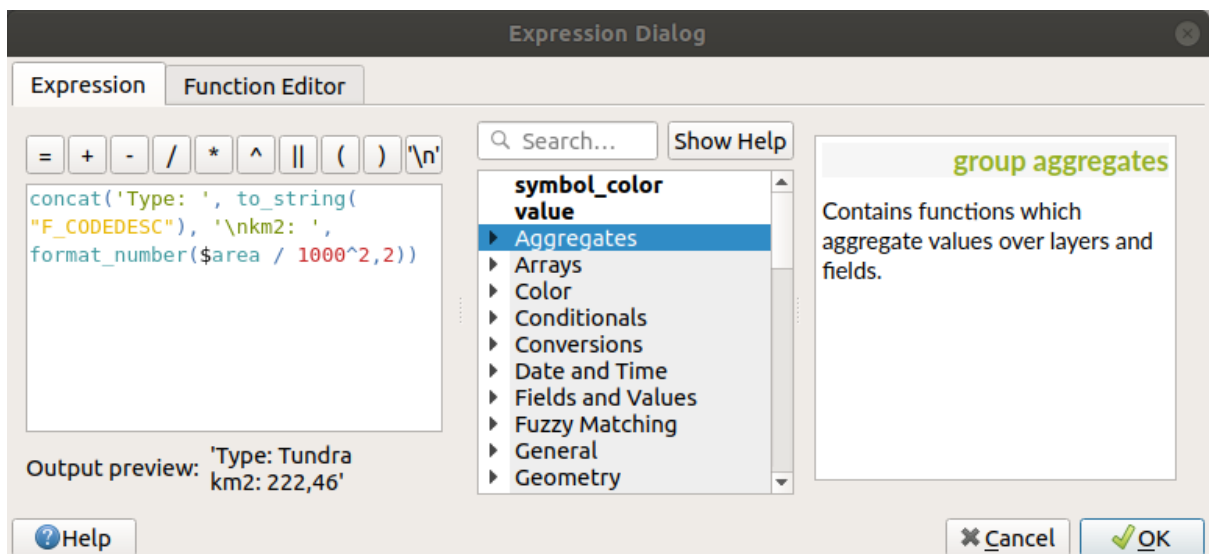 Expression Dialog
Expression
Function Editor
= + - / * ^ || ( ) '\n'
concat('Type: ', to_string(
"F_CODEDESC"), '\nkm2: ',
format_number($area / 1000^2,2))
Output preview: 'Type: Tundra
km2: 222,46'
Search...
Show Help
symbol_color
value
Aggregates
Arrays
Color
Conditionals
Conversions
Date and Time
Fields and Values
Fuzzy Matching
General
Geometry
group aggregates
Contains functions which
aggregate values over layers and
fields.
Help
Cancel
OK